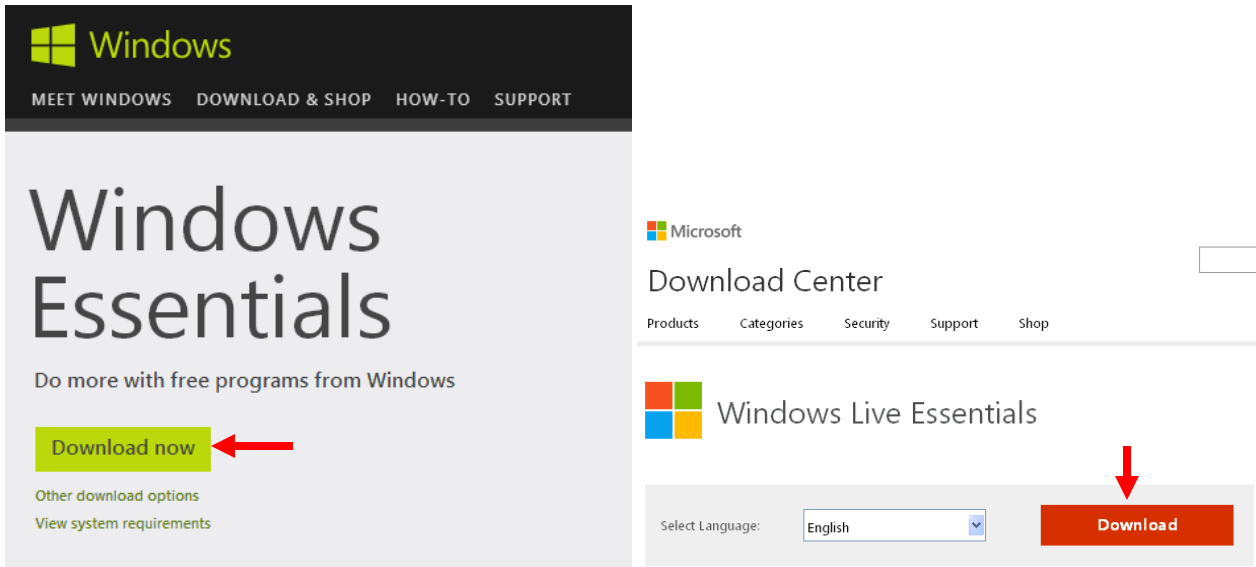 Windows
MEET WINDOWS DOWNLOAD & SHOP HOW-TO SUPPORT
Windows
Essentials
Do more with free programs from Windows
Download now
Other download options
View system requirements
Microsoft
Download Center
Products Categories Security Support Shop
Windows Live Essentials
Select Language: English Download